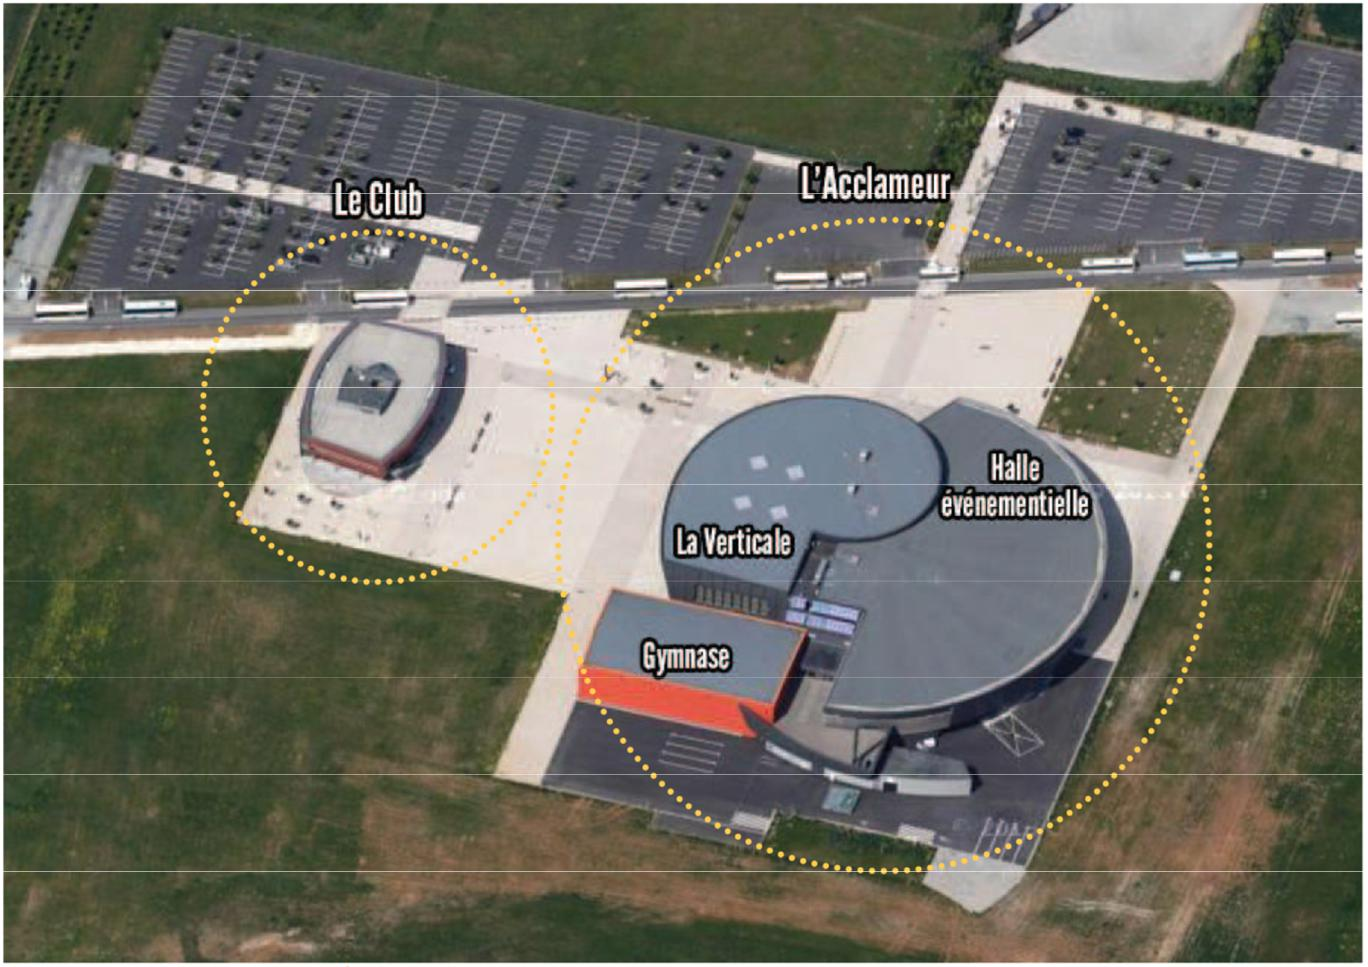 Le Club
L'Acclameur
Halle
événementielle
La Verticale
Gymnase